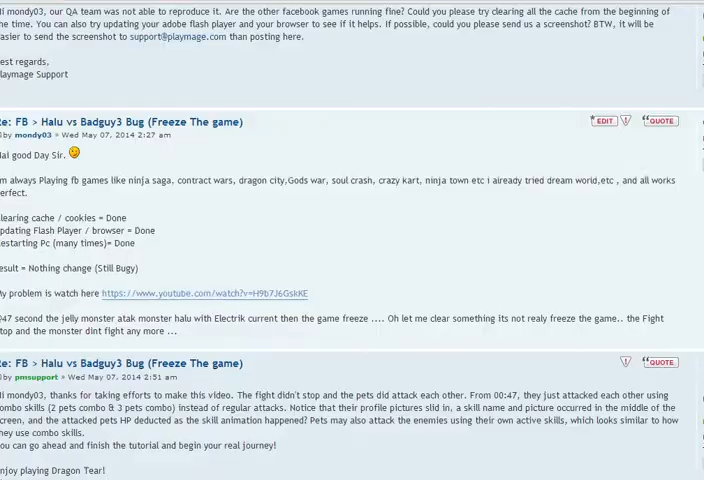 i mondy03, our QA team was not able to reproduce it. Are the other facebook games running fine? Could you please try clearing all the cache from the beginning of
he time. You can also try updating your adobe flash player and your browser to see if it helps. If possible, could you please send us a screenshot? BTW, it will be
asier to send the screenshot to support@playmage.com than posting here.
est regards,
laymage Support
e: FB > Halu vs Badguy3 Bug (Freeze The game)
EDIT ! QUOTE
by mondy03 » Wed May 07, 2014 2:27 am
ai good Day Sir.
m always Playing fb games like ninja saga, contract wars, dragon city,Gods war, soul crash, crazy kart, ninja town etc i already tried dream world,etc , and all works
erfect.
learing cache / cookies = Done
pdating Flash Player / browser = Done
estarting Pc (many times)= Done
esult = Nothing change (Still Bugy)
y problem is watch here https://www.youtube.com/watch?v=H9b7J6GskKE
47 second the jelly monster atak monster halu with Electrik current then the game freeze .... Oh let me clear something its not realy freeze the game.. the Fight
top and the monster dint fight any more ...
e: FB > Halu vs Badguy3 Bug (Freeze The game)
! QUOTE
by pmsupport » Wed May 07, 2014 2:51 am
i mondy03, thanks for taking efforts to make this video. The fight didn't stop and the pets did attack each other. From 00:47, they just attacked each other using
ombo skills (2 pets combo & 3 pets combo) instead of regular attacks. Notice that their profile pictures slid in, a skill name and picture occurred in the middle of the
creen, and the attacked pets HP deducted as the skill animation happened? Pets may also attack the enemies using their own active skills, which looks similar to how
hey use combo skills.
ou can go ahead and finish the tutorial and begin your real journey!
njoy playing Dragon Tear!